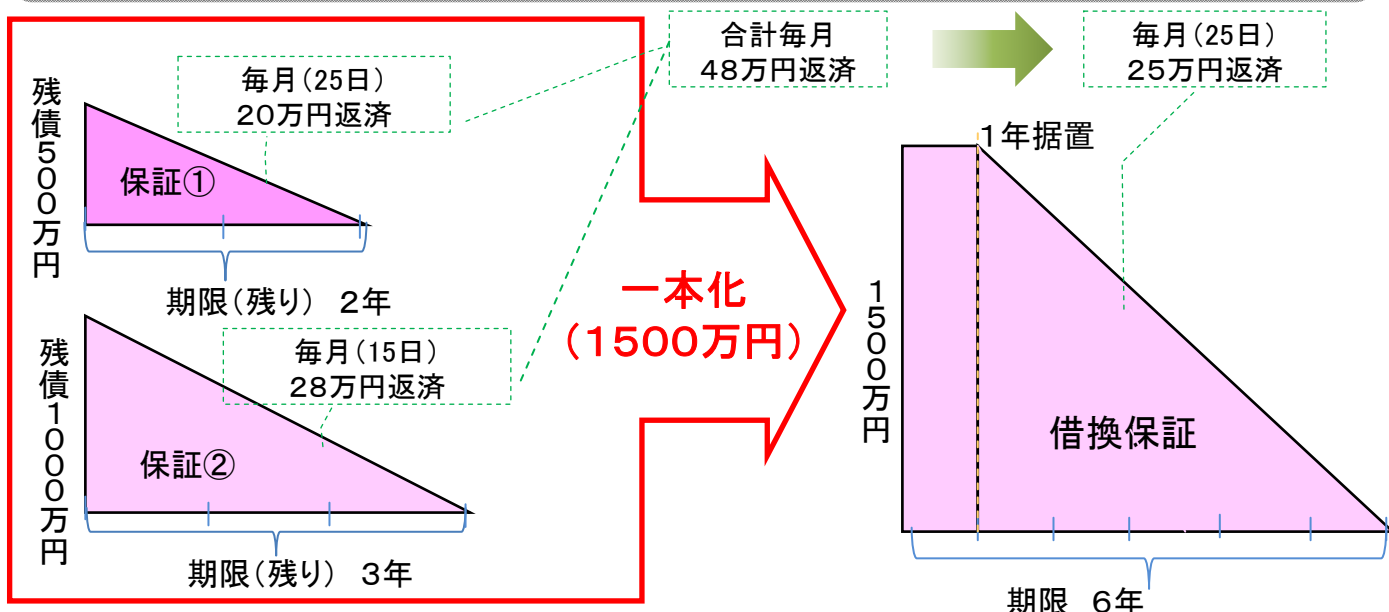 残債500万円
毎月(25日)
20万円返済
保証①
期限(残り) 2年
残債1000万円
毎月(15日)
28万円返済
保証②
期限(残り) 3年
合計毎月
48万円返済
一本化
(1500万円)
毎月(25日)
25万円返済
1年据置
1500万円
借換保証
期限 6年